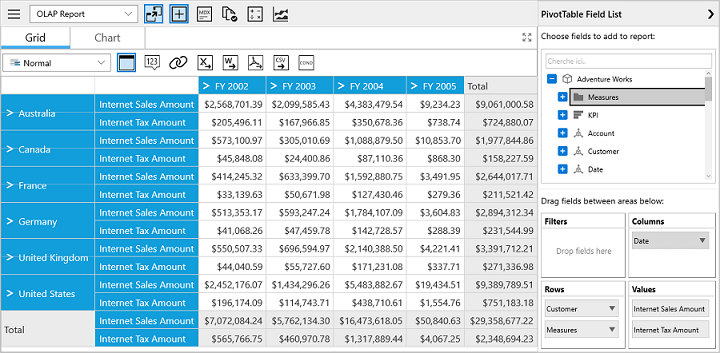 OLAP Report
MDX
PivotTable Field List
Grid Chart
Choose fields to add to report:
Normal 123 X W CSV COND
Cherche ici..
Adventure Works
Measures
KPI
Account
Customer
Date
FY 2002 FY 2003 FY 2004 FY 2005 Total
Australia Internet Sales Amount $2,568,701.39 $2,099,585.43 $4,383,479.54 $9,234.23 $9,061,000.58
Internet Tax Amount $205,496.11 $167,966.85 $350,678.36 $738.74 $724,880.07
Canada Internet Sales Amount $573,100.97 $305,010.69 $1,088,879.50 $10,853.70 $1,977,844.86
Internet Tax Amount $45,848.08 $24,400.86 $87,110.36 $868.30 $158,227.59
France Internet Sales Amount $414,245.32 $633,399.70 $1,592,880.75 $3,491.95 $2,644,017.71
Internet Tax Amount $33,139.63 $50,671.98 $127,430.46 $279.36 $211,521.42
Germany Internet Sales Amount $513,353.17 $593,247.24 $1,784,107.09 $3,604.83 $2,894,312.34
Internet Tax Amount $41,068.26 $47,459.78 $142,728.57 $288.39 $231,544.99
United Kingdom Internet Sales Amount $550,507.33 $696,594.97 $2,140,388.50 $4,221.41 $3,391,712.21
Internet Tax Amount $44,040.59 $55,727.60 $171,231.08 $337.71 $271,336.98
United States Internet Sales Amount $2,452,176.07 $1,434,296.26 $5,483,882.67 $19,434.51 $9,389,789.51
Internet Tax Amount $196,174.09 $114,743.71 $438,710.61 $1,554.76 $751,183.18
Total Internet Sales Amount $7,072,084.24 $5,762,134.30 $16,473,618.05 $50,840.63 $29,358,677.22
Internet Tax Amount $565,766.75 $460,970.78 $1,317,889.44 $4,067.25 $2,348,694.23
Drag fields between areas below:
Filters Columns
Drop fields here Date
Rows Values
Customer Internet Sales Amount
Measures Internet Tax Amount